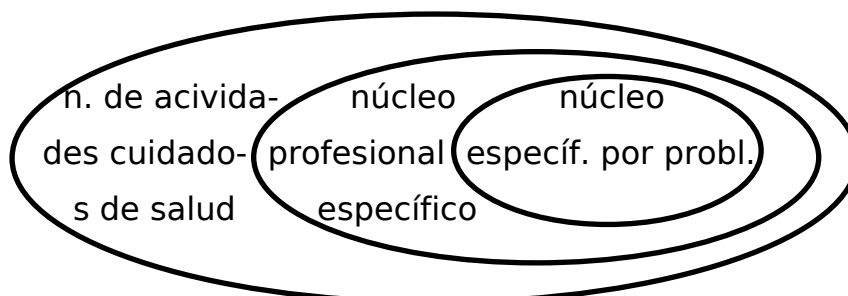 n. de acivida-
des cuidado-
s de salud
núcleo
profesional
específico
núcleo
específ. por probl.